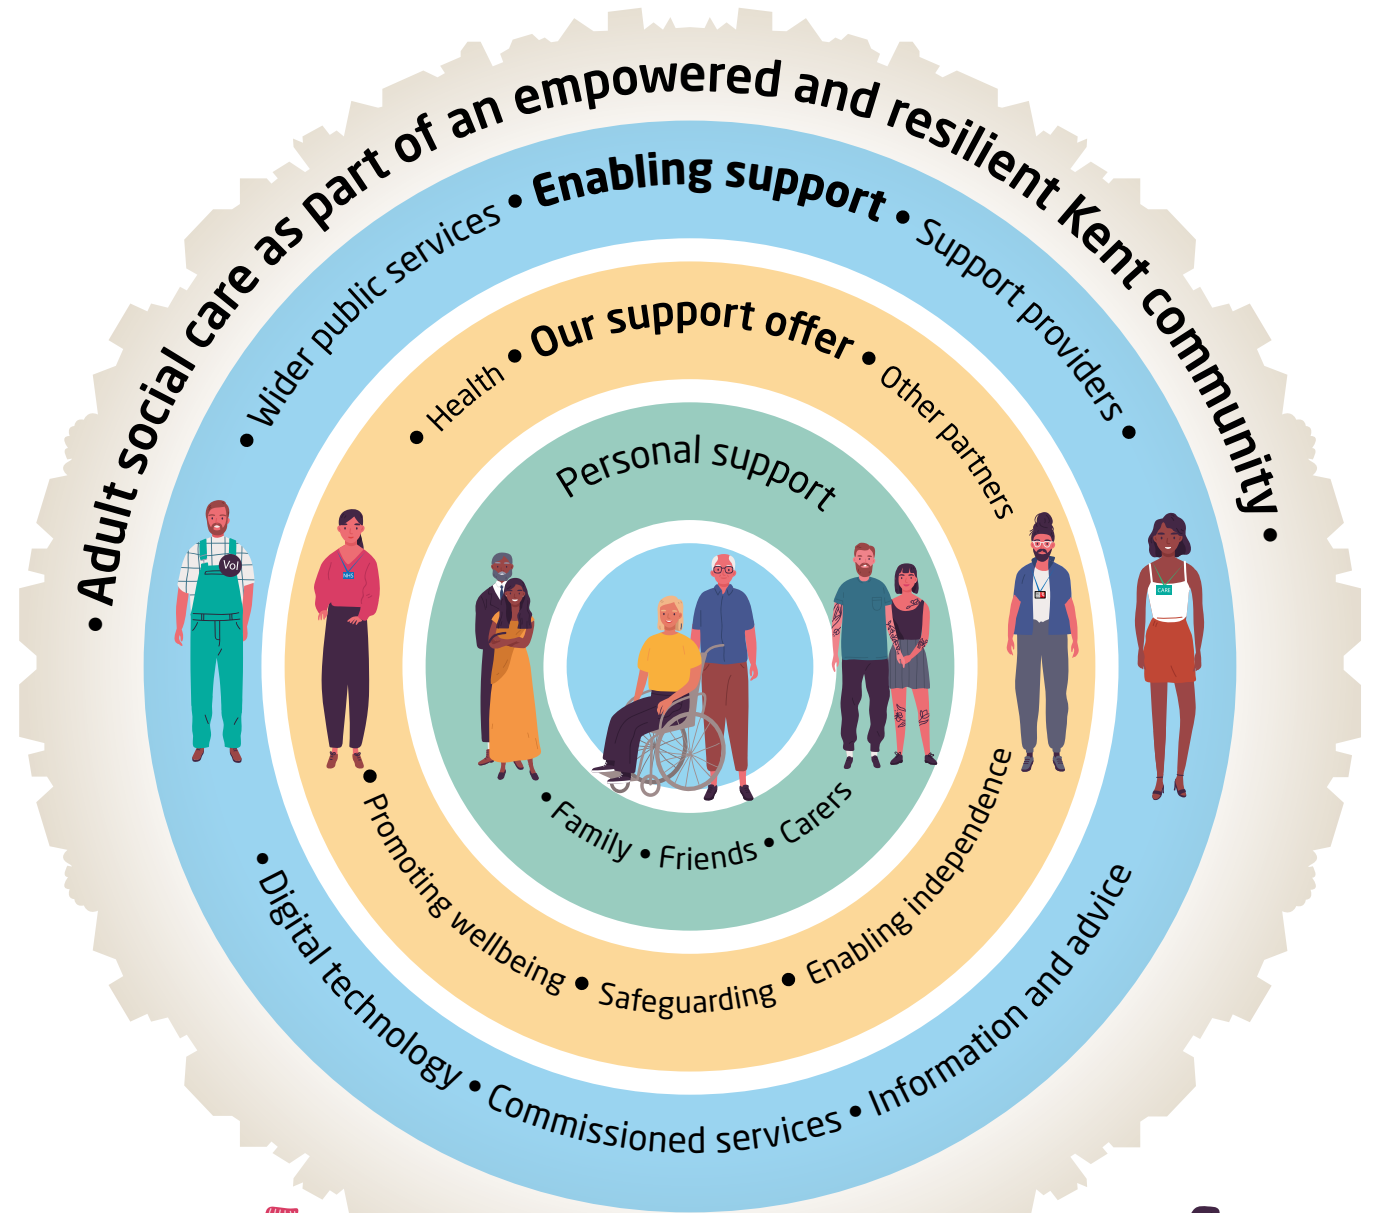 • Adult social care as part of an empowered and resilient Kent community •
• Wider public services • Enabling support • Support providers •
• Health • Our support offer • Other partners
Personal support
Vol
NHS
CARE
• Family • Friends • Carers
• Promoting wellbeing • Safeguarding • Enabling independence
• Digital technology • Commissioned services • Information and advice